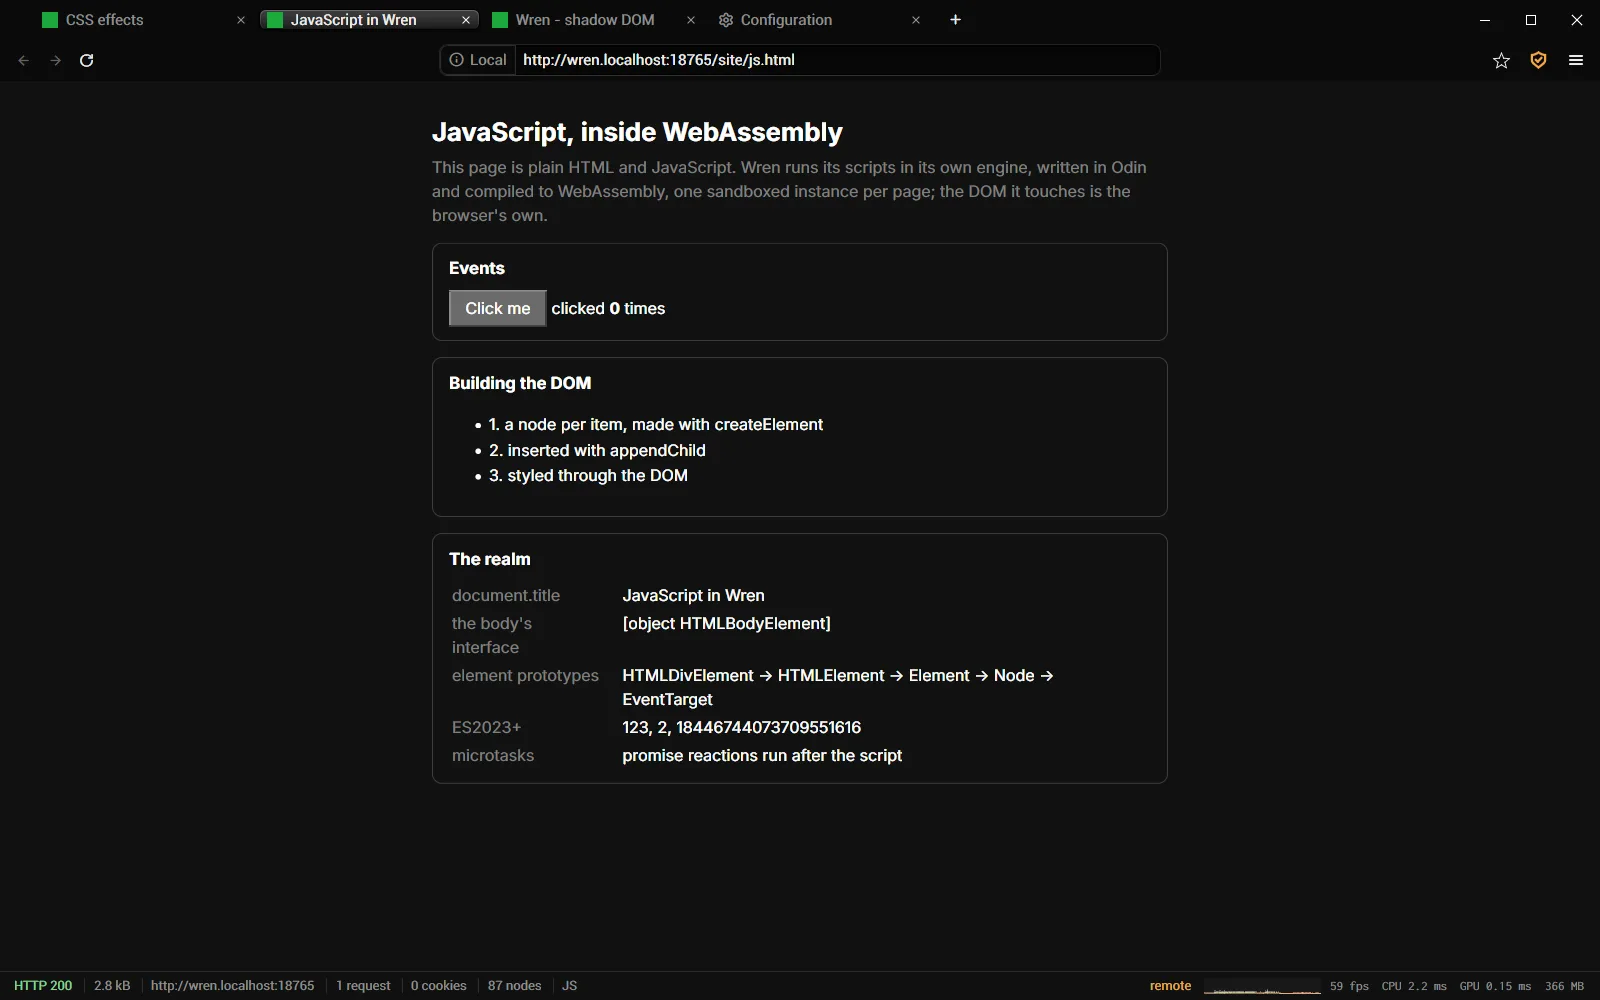 CSS effects
JavaScript in Wren
Wren - shadow DOM
Configuration
Local
http://wren.localhost:18765/site/js.html
JavaScript, inside WebAssembly
This page is plain HTML and JavaScript. Wren runs its scripts in its own engine, written in Odin
and compiled to WebAssembly, one sandboxed instance per page; the DOM it touches is the
browser's own.
Events
Click me clicked 0 times
Building the DOM
• 1. a node per item, made with createElement
• 2. inserted with appendChild
• 3. styled through the DOM
The realm
document.title JavaScript in Wren
the body's [object HTMLBodyElement]
interface
element prototypes HTMLDivElement → HTMLElement → Element → Node →
EventTarget
ES2023+ 123, 2, 18446744073709551616
microtasks promise reactions run after the script
HTTP 200 2.8 kB http://wren.localhost:18765 1 request 0 cookies 87 nodes JS remote 59 fps CPU 2.2 ms GPU 0.15 ms 366 MB